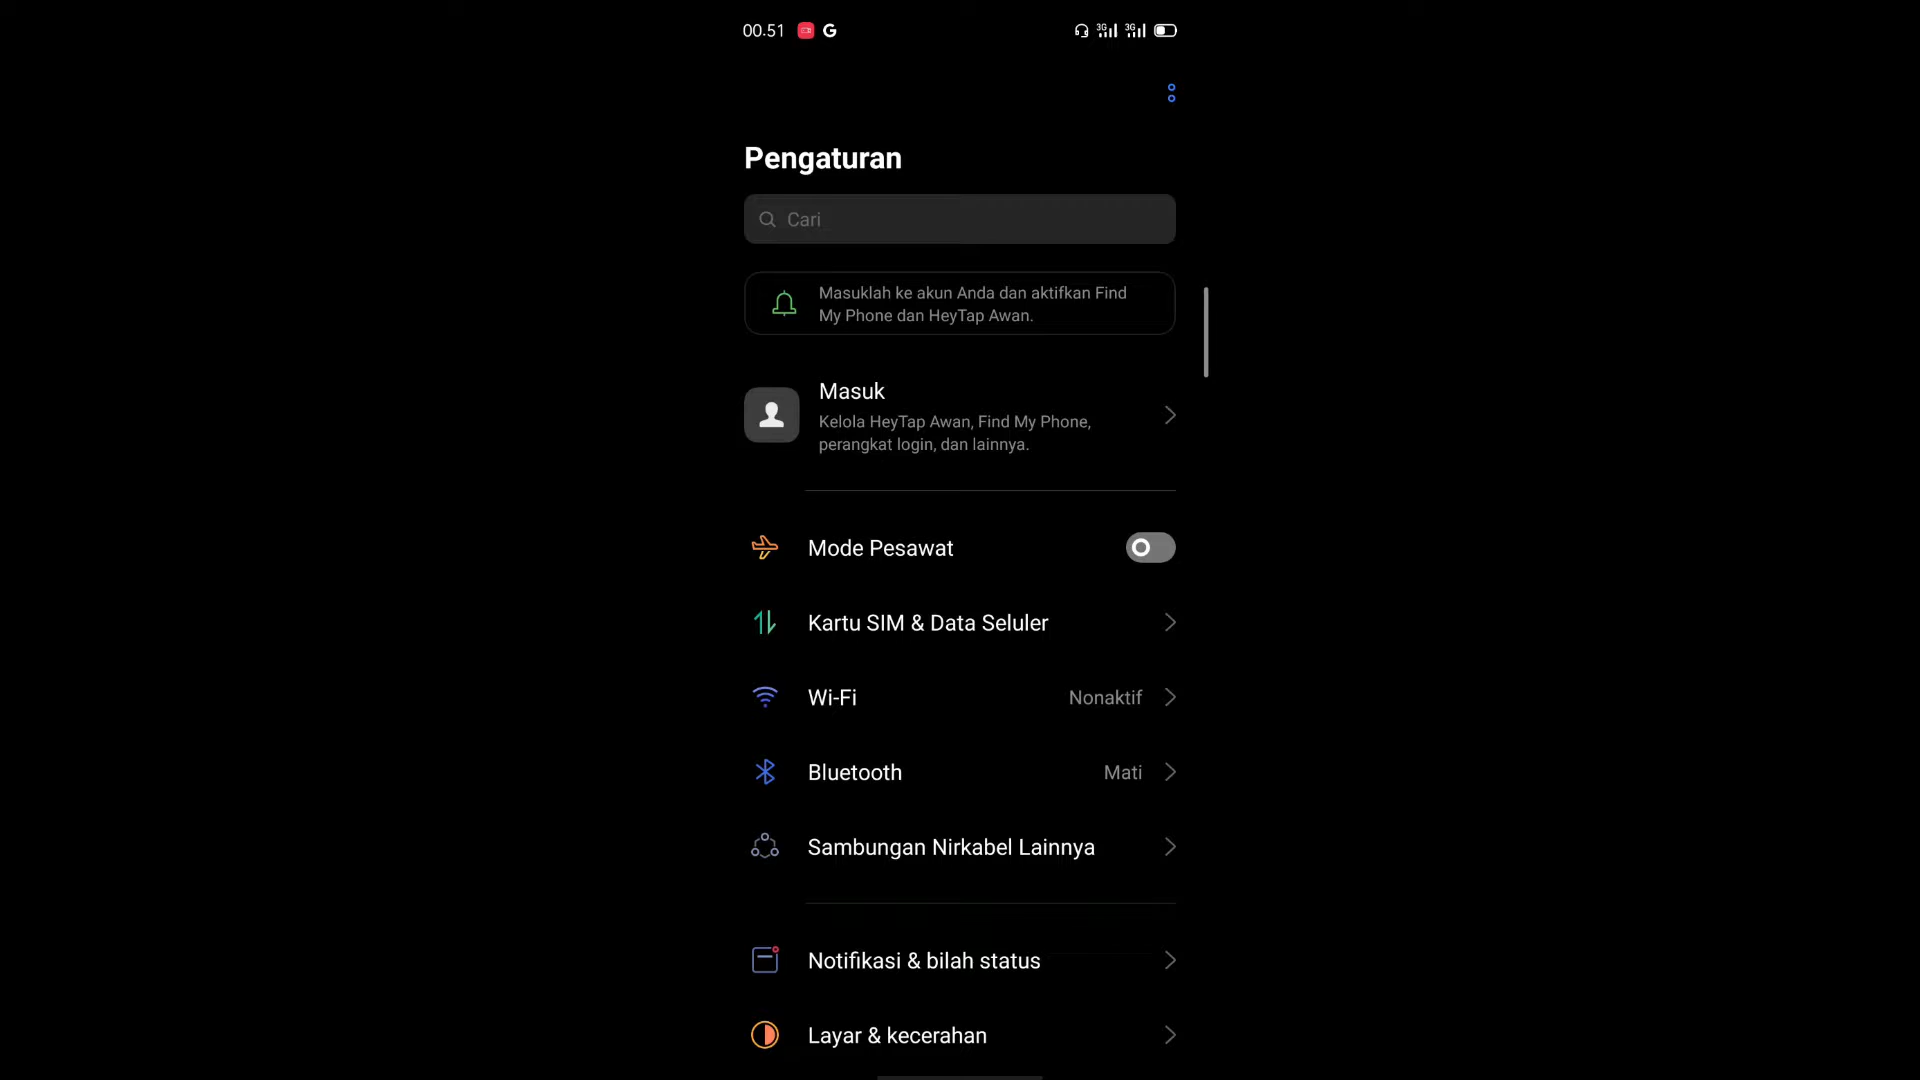 00.51 G 3G 3G
Pengaturan
Cari
Masuklah ke akun Anda dan aktifkan Find
My Phone dan HeyTap Awan.
Masuk
Kelola HeyTap Awan, Find My Phone,
perangkat login, dan lainnya.
Mode Pesawat
Kartu SIM & Data Seluler
Wi-Fi Nonaktif
Bluetooth Mati
Sambungan Nirkabel Lainnya
Notifikasi & bilah status
Layar & kecerahan